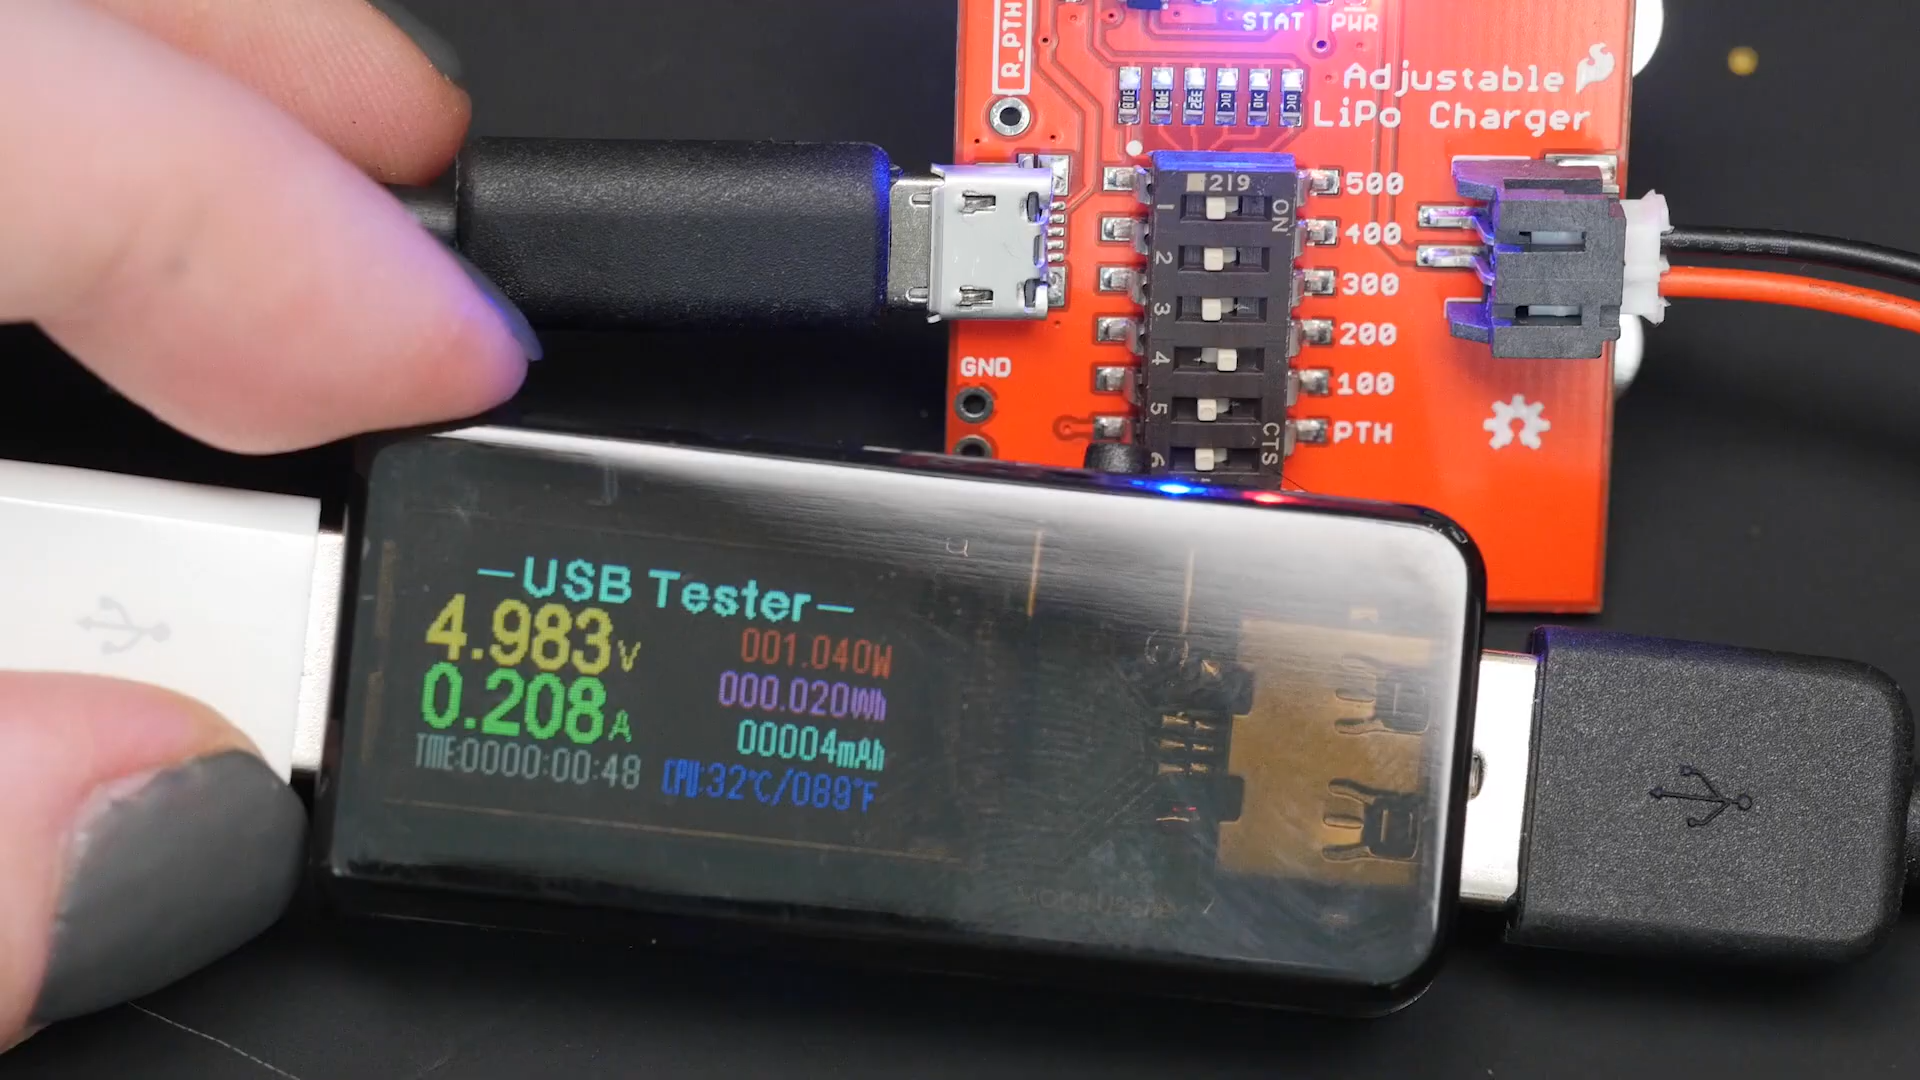 R_PTH
STAT PWR
Adjustable
LiPo Charger
219
ON
1
2
3
4
5
6
CTS
500
400
300
200
100
PTH
GND
—USB Tester—
4.983V
001.040W
0.208A
000.020Wh
00004mAh
TME:0000:00:48
CPU:32°C/089°F